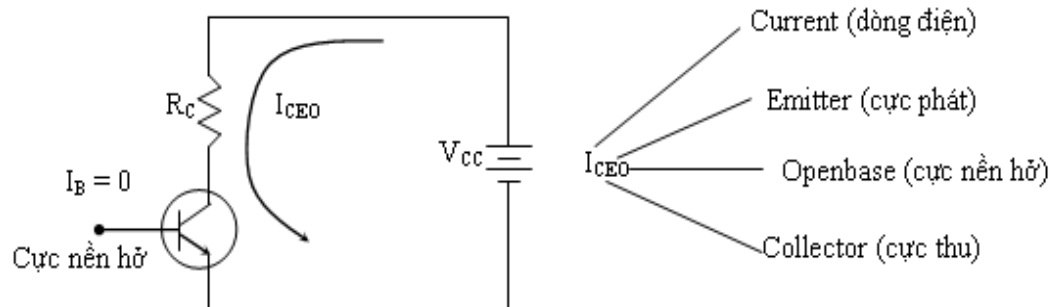 R_C
I_CEO
V_CC
I_B = 0
Cực nền hở
I_CEO
Current (dòng điện)
Emitter (cực phát)
Openbase (cực nền hở)
Collector (cực thu)